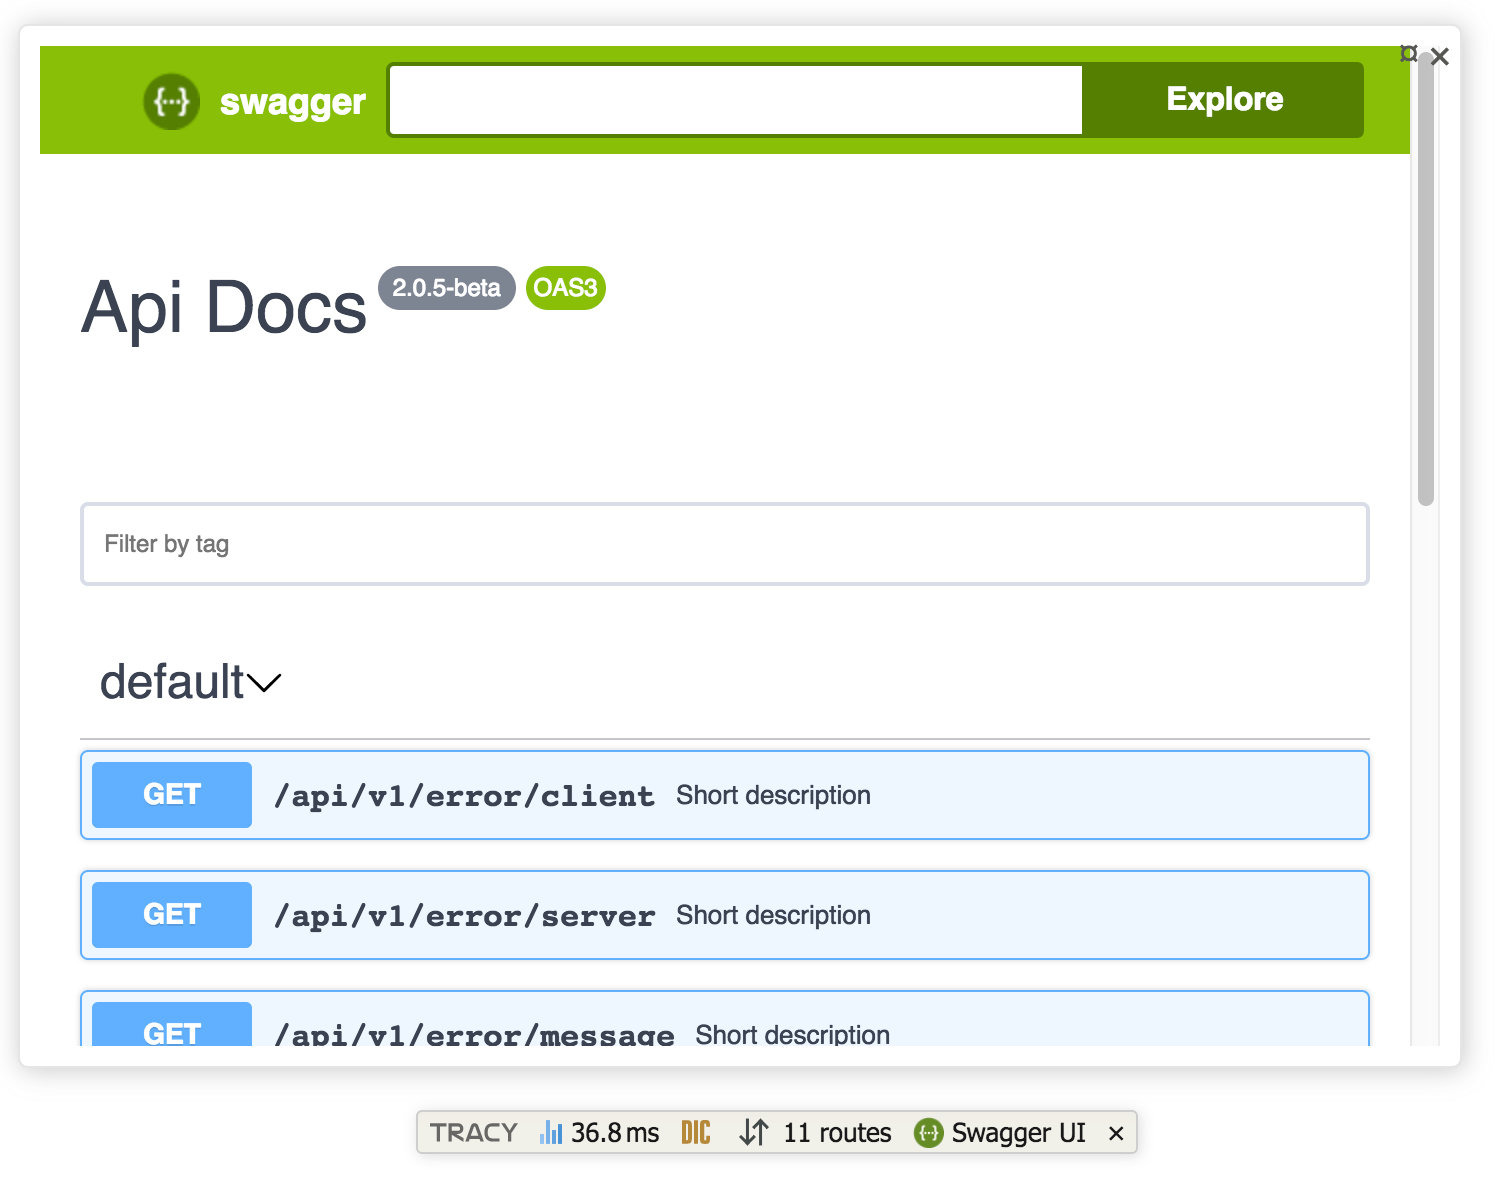 {···} swagger Explore
¤ ×
Api Docs 2.0.5-beta OAS3
Filter by tag
default
GET /api/v1/error/client Short description
GET /api/v1/error/server Short description
GET /api/v1/error/message Short description
TRACY 36.8 ms DIC 11 routes {···} Swagger UI ×